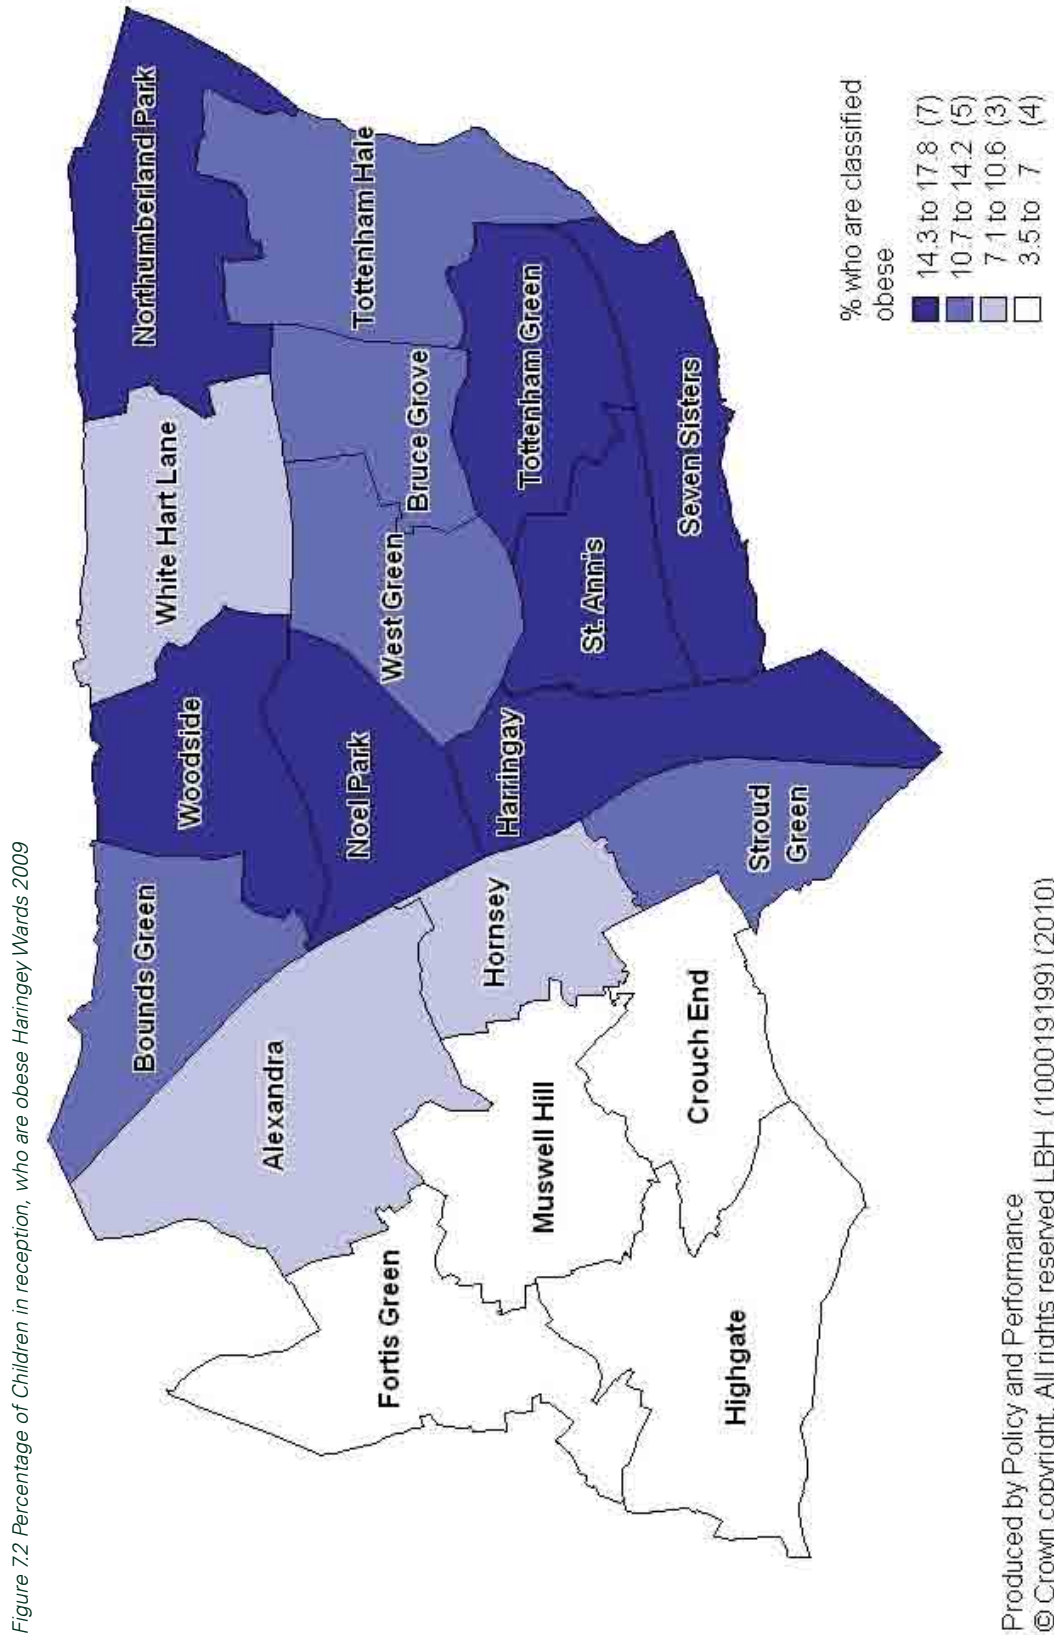 Figure 7.2 Percentage of Children in reception, who are obese Haringey Wards 2009
Bounds Green
Woodside
White Hart Lane
Northumberland Park
Alexandra
Noel Park
West Green
Bruce Grove
Tottenham Hale
Fortis Green
Muswell Hill
Hornsey
Harringay
St. Ann's
Tottenham Green
Highgate
Crouch End
Stroud
Green
Seven Sisters
% who are classified
obese
14.3 to 17.8 (7)
10.7 to 14.2 (5)
7.1 to 10.6 (3)
3.5 to 7 (4)
Produced by Policy and Performance
© Crown copyright. All rights reserved LBH (100019199) (2010)